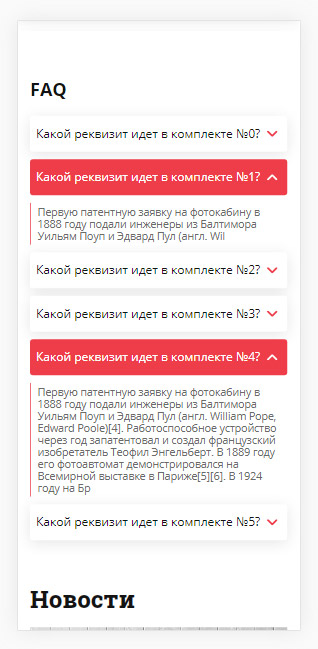 FAQ
Какой реквизит идет в комплекте №0?
Какой реквизит идет в комплекте №1?
Первую патентную заявку на фотокабину в
1888 году подали инженеры из Балтимора
Уильям Поуп и Эдвард Пул (англ. Wil
Какой реквизит идет в комплекте №2?
Какой реквизит идет в комплекте №3?
Какой реквизит идет в комплекте №4?
Первую патентную заявку на фотокабину в
1888 году подали инженеры из Балтимора
Уильям Поуп и Эдвард Пул (англ. William Pope,
Edward Poole)[4]. Работоспособное устройство
через год запатентовал и создал французский
изобретатель Теофил Энгельберт. В 1889 году
его фотоавтомат демонстрировался на
Всемирной выставке в Париже[5][6]. В 1924
году на Бр
Какой реквизит идет в комплекте №5?
Новости